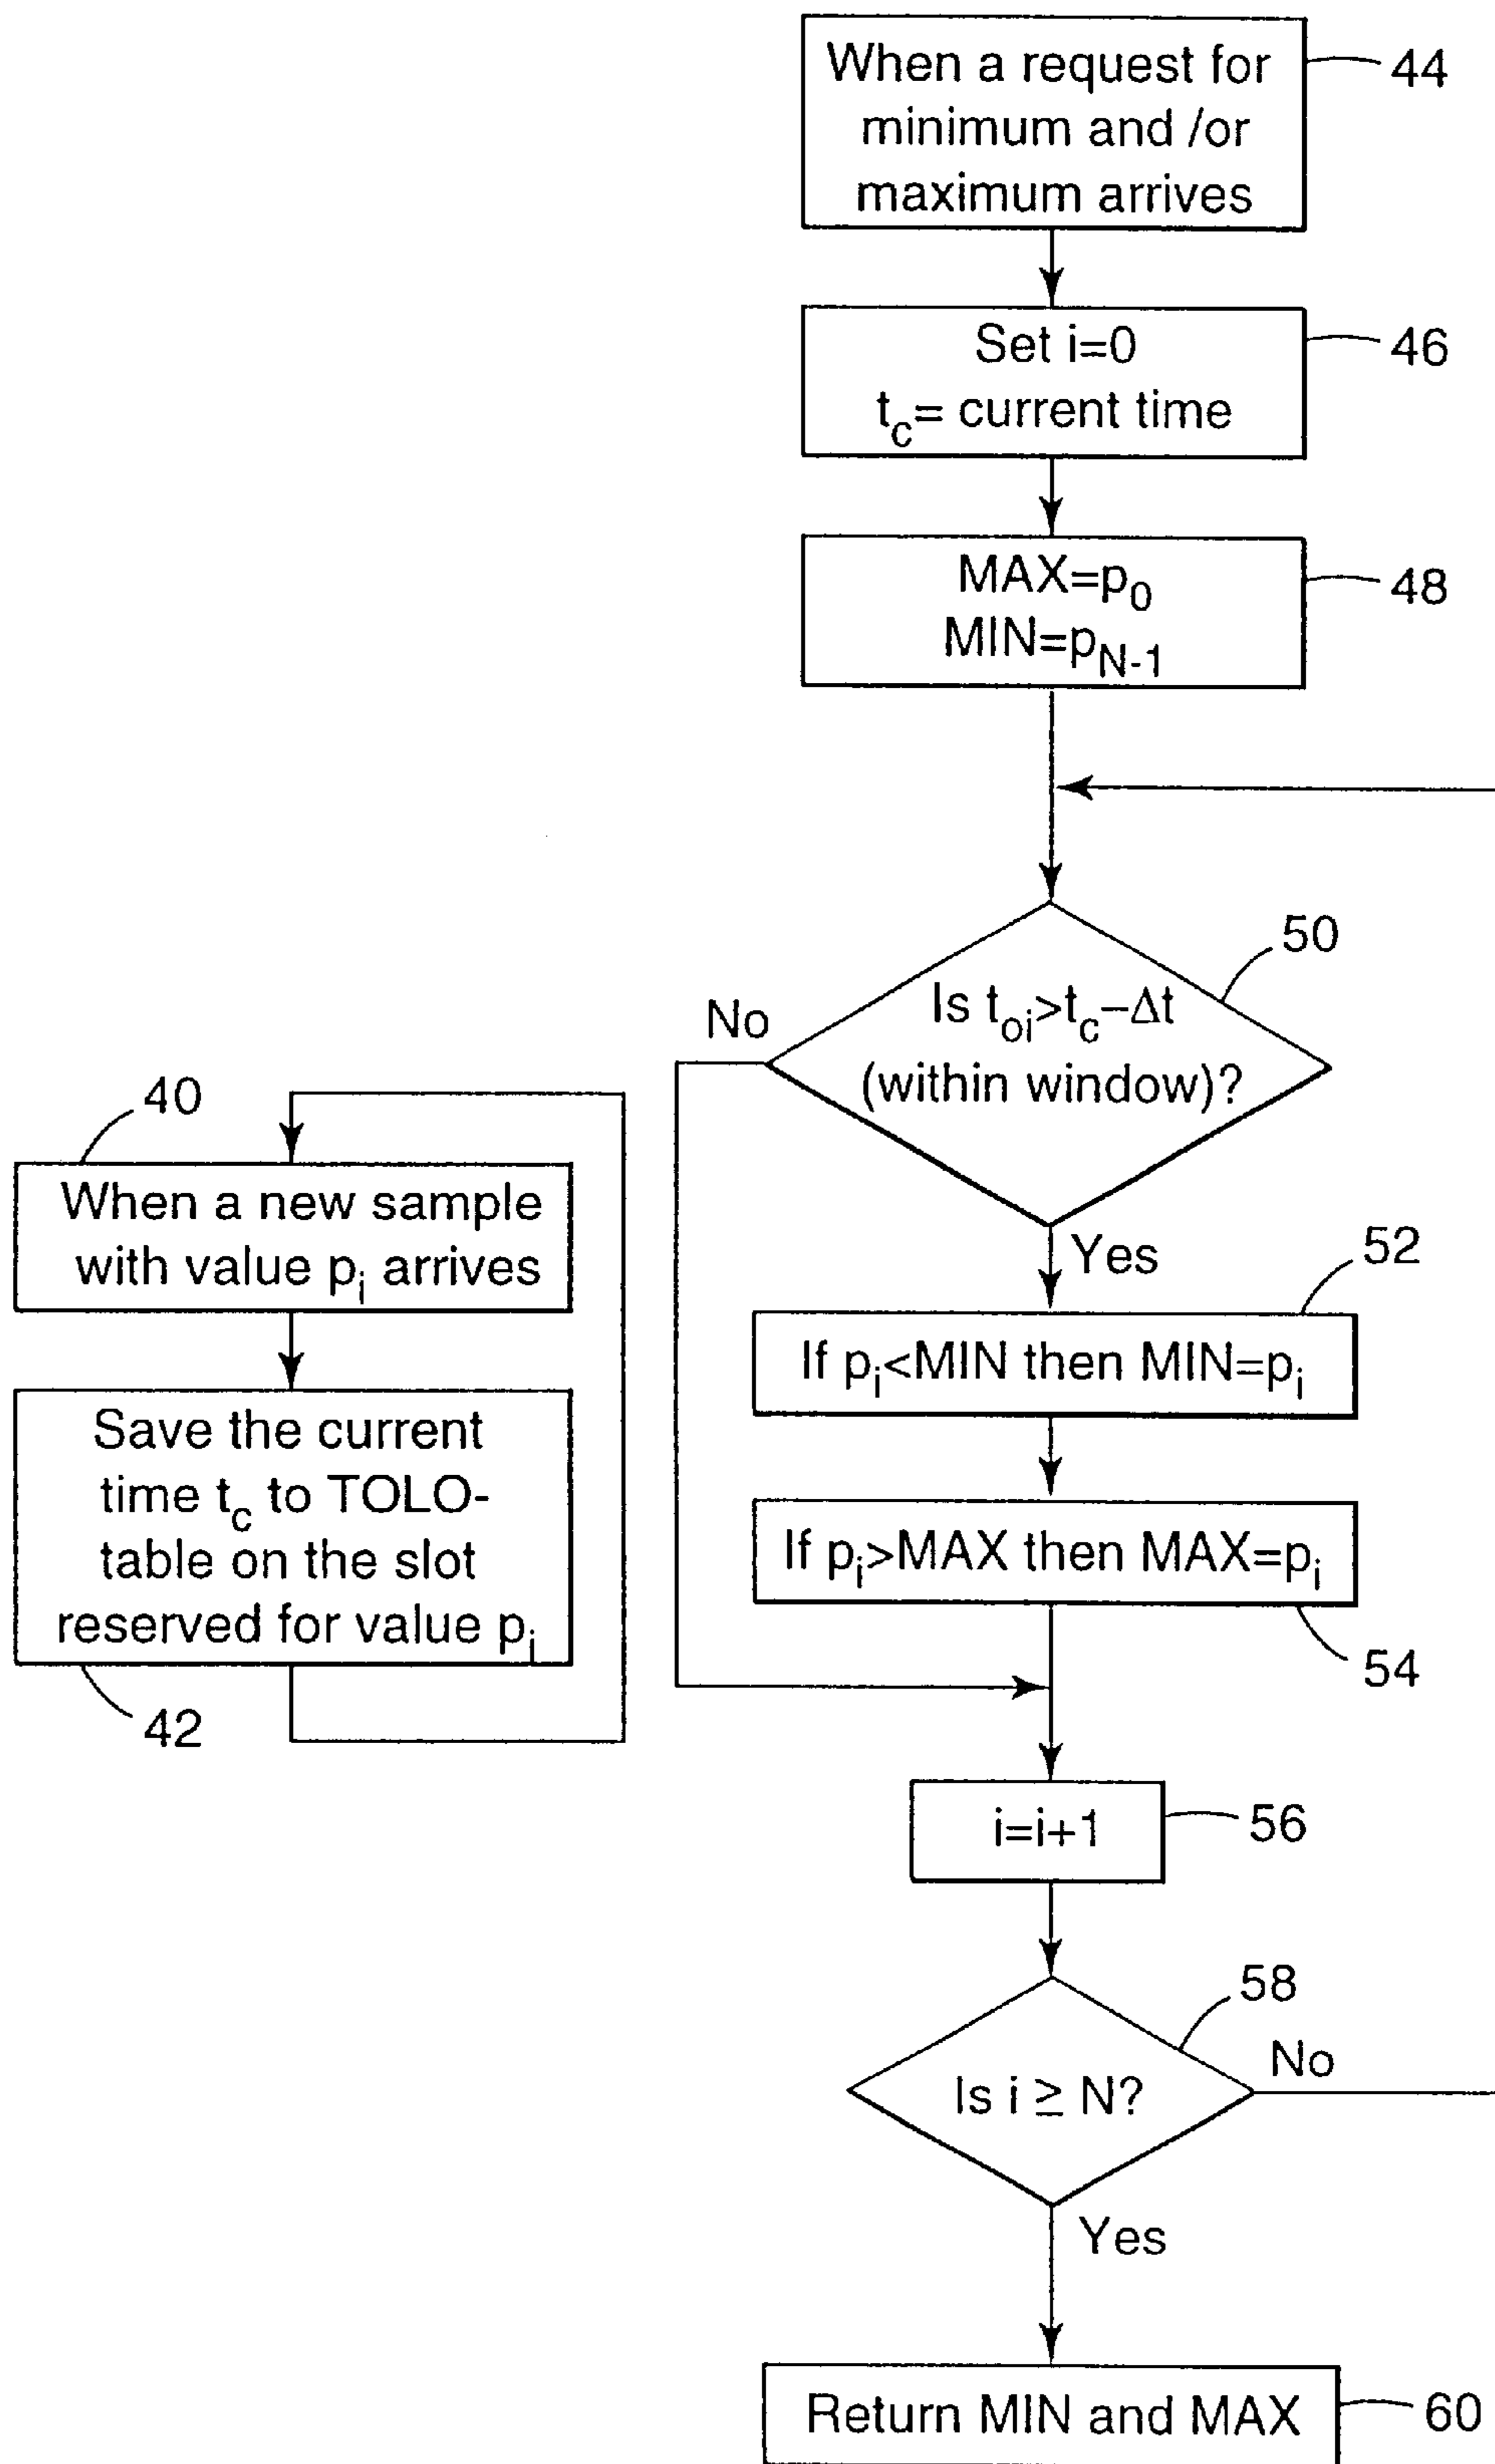 When a request for
minimum and /or
maximum arrives
44
Set i=0
t_c= current time
46
MAX=p_0
MIN=p_N-1
48
Is t_oi>t_c–Δt
(within window)?
50
No
Yes
If p_i<MIN then MIN=p_i
52
If p_i>MAX then MAX=p_i
54
i=i+1
56
Is i ≥ N?
58
No
Yes
Return MIN and MAX
60
40
When a new sample
with value p_i arrives
Save the current
time t_c to TOLO-
table on the slot
reserved for value p_i
42